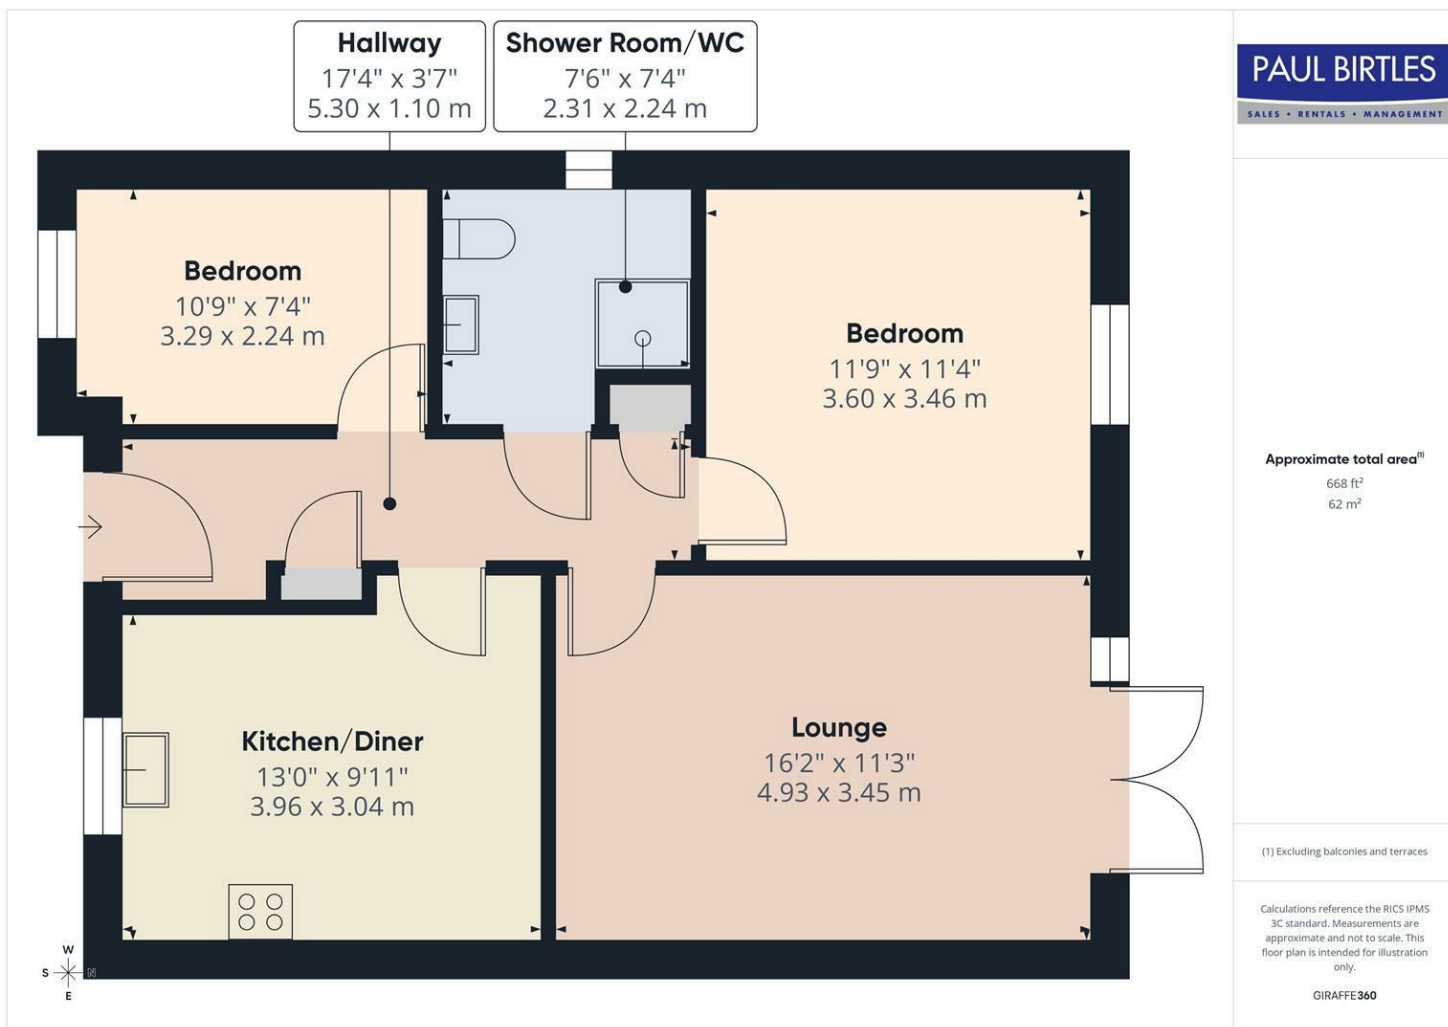 Hallway
17'4" x 3'7"
5.30 x 1.10 m
Shower Room/WC
7'6" x 7'4"
2.31 x 2.24 m
Bedroom
10'9" x 7'4"
3.29 x 2.24 m
Bedroom
11'9" x 11'4"
3.60 x 3.46 m
Kitchen/Diner
13'0" x 9'11"
3.96 x 3.04 m
Lounge
16'2" x 11'3"
4.93 x 3.45 m
W
S N
E
PAUL BIRTLES
SALES • RENTALS • MANAGEMENT
Approximate total area(1)
668 ft²
62 m²
(1) Excluding balconies and terraces
Calculations reference the RICS IPMS
3C standard. Measurements are
approximate and not to scale. This
floor plan is intended for illustration
only.
GIRAFFE360